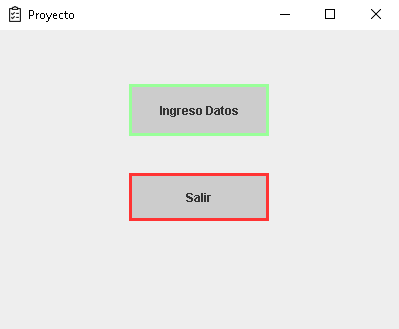 Proyecto
Ingreso Datos
Salir